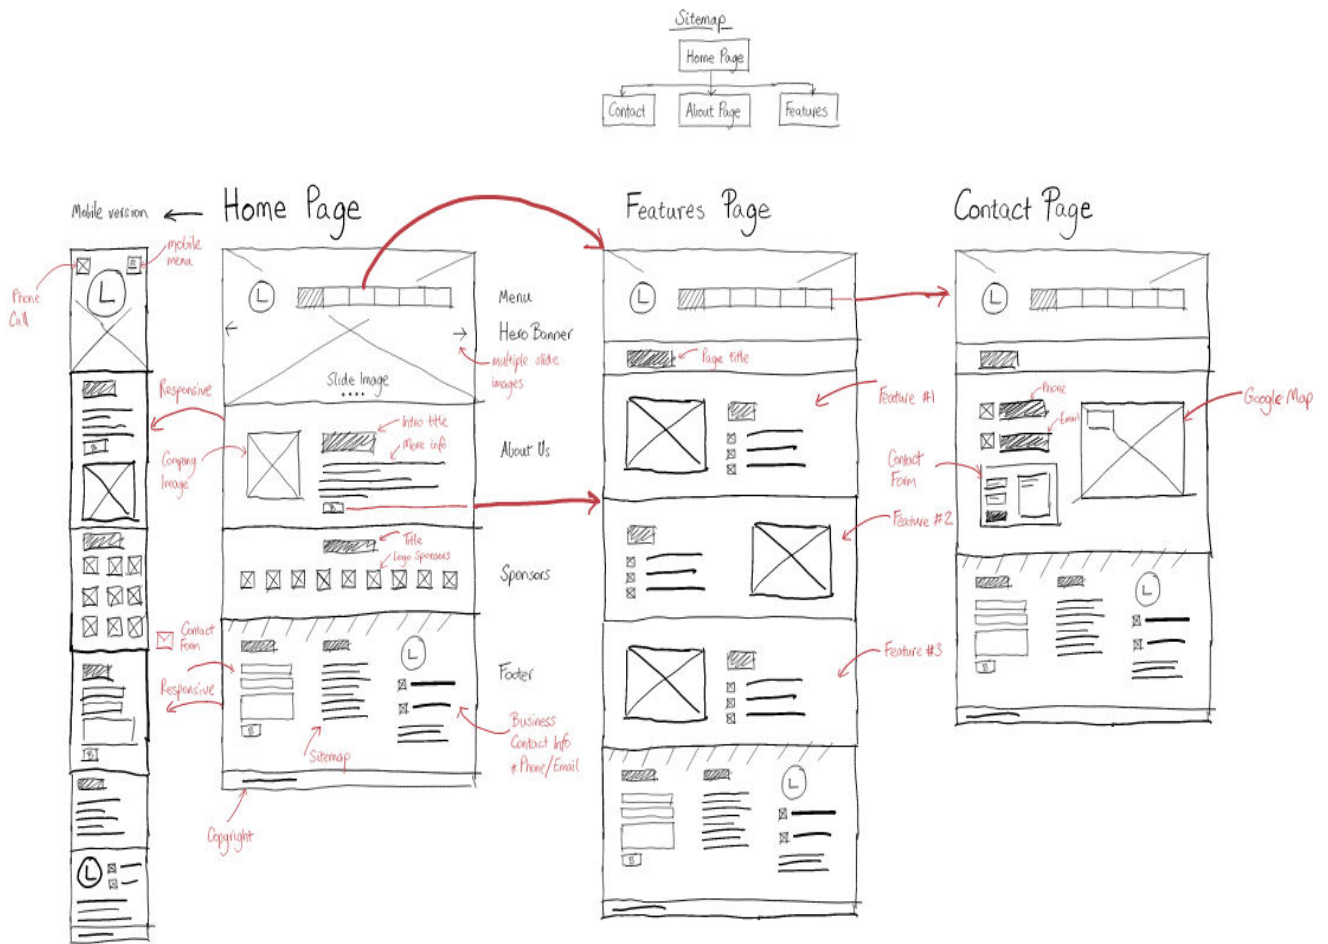 Sitemap
Home Page
Contact
About Page
Features
Mobile version
Home Page
Features Page
Contact Page
mobile
menu
Phone
Call
L
L
Menu
Hero Banner
multiple slide
images
Slide Image
Responsive
Company
Image
Intro title
More info
About Us
B
B
Title
Logo Sponsors
Sponsors
Contact
Form
Responsive
L
Footer
Business
Contact Info
* Phone/Email
Sitemap
B
B
Copyright
L
L
Page title
Feature #1
Feature #2
Feature #3
L
B
L
Phone
Email
Google Map
Contact
Form
L
B